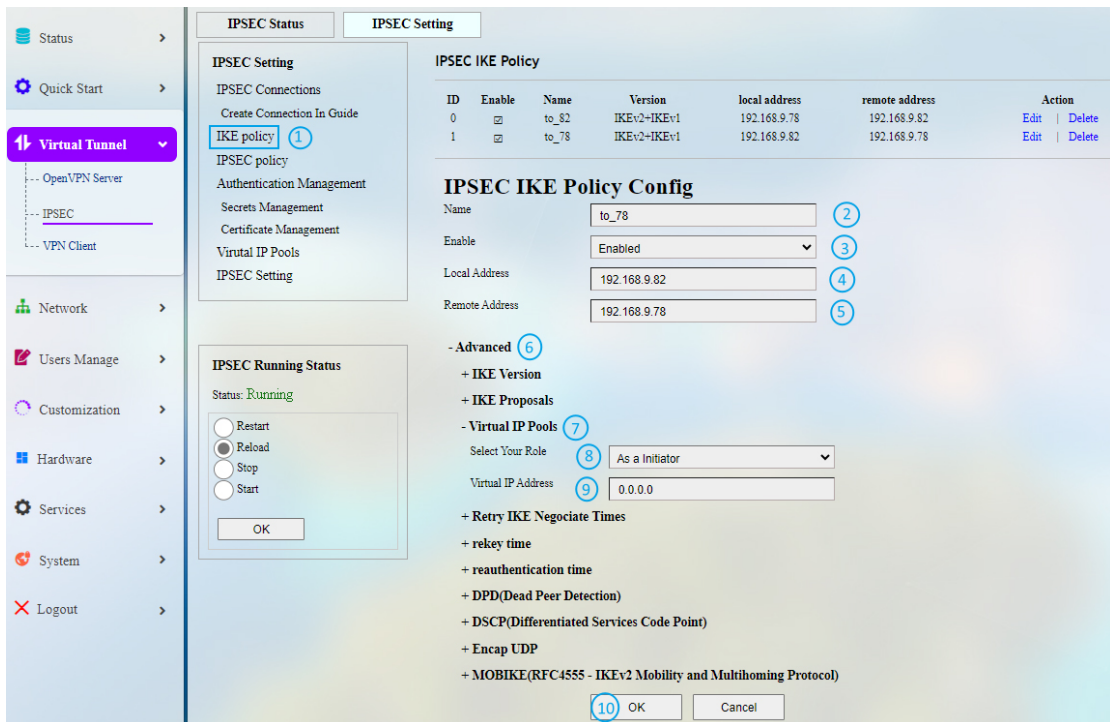 Status
Quick Start
Virtual Tunnel
OpenVPN Server
IPSEC
VPN Client
Network
Users Manage
Customization
Hardware
Services
System
Logout
IPSEC Status IPSEC Setting
IPSEC Setting
IPSEC Connections
Create Connection In Guide
IKE policy 1
IPSEC policy
Authentication Management
Secrets Management
Certificate Management
Virutal IP Pools
IPSEC Setting
IPSEC Running Status
Status: Running
Restart
Reload
Stop
Start
OK
IPSEC IKE Policy
ID Enable Name Version local address remote address Action
0 to_82 IKEv2+IKEv1 192.168.9.78 192.168.9.82 Edit | Delete
1 to_78 IKEv2+IKEv1 192.168.9.82 192.168.9.78 Edit | Delete
IPSEC IKE Policy Config
Name to_78 2
Enable Enabled 3
Local Address 192.168.9.82 4
Remote Address 192.168.9.78 5
- Advanced 6
+ IKE Version
+ IKE Proposals
- Virtual IP Pools 7
Select Your Role 8 As a Initiator
Virtual IP Address 9 0.0.0.0
+ Retry IKE Negociate Times
+ rekey time
+ reauthentication time
+ DPD(Dead Peer Detection)
+ DSCP(Differentiated Services Code Point)
+ Encap UDP
+ MOBIKE(RFC4555 - IKEv2 Mobility and Multihoming Protocol)
10 OK Cancel